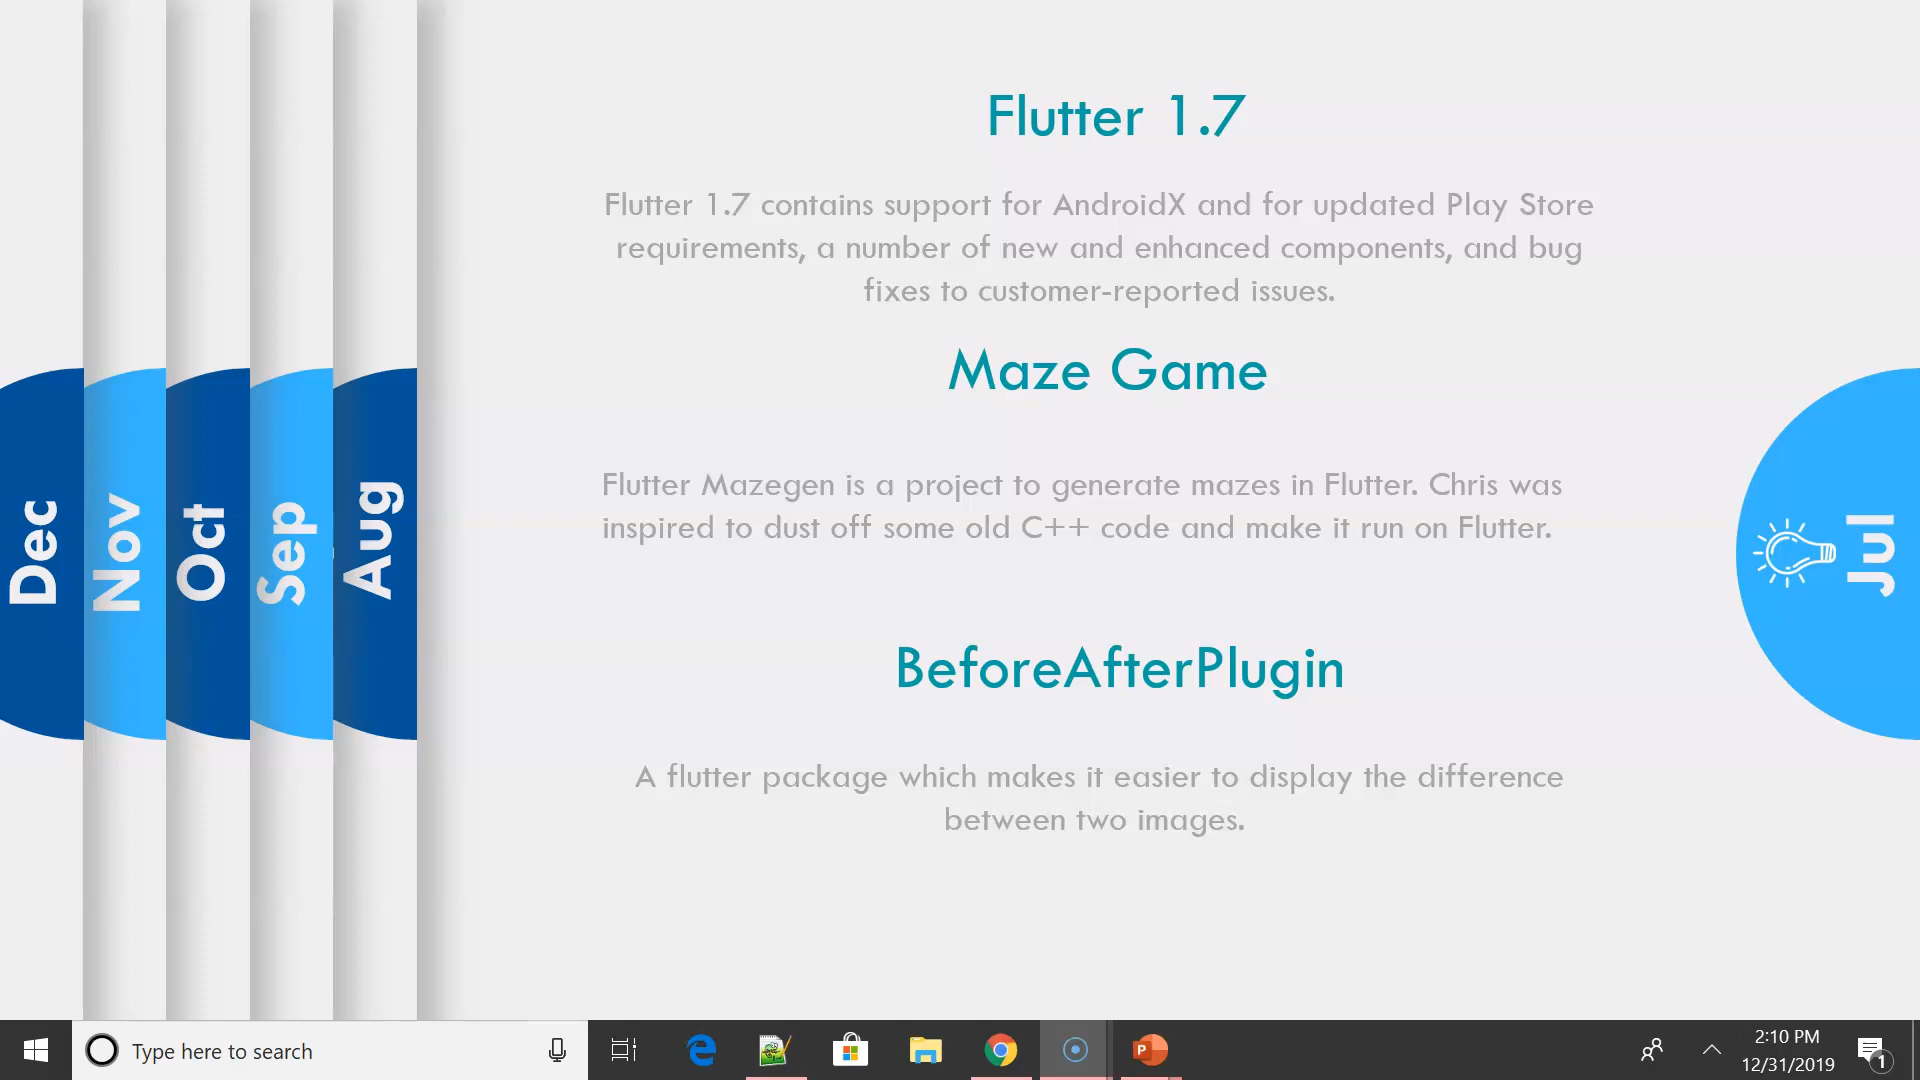 Dec
Nov
Oct
Sep
Aug
Flutter 1.7
Flutter 1.7 contains support for AndroidX and for updated Play Store
requirements, a number of new and enhanced components, and bug
fixes to customer-reported issues.
Maze Game
Flutter Mazegen is a project to generate mazes in Flutter. Chris was
inspired to dust off some old C++ code and make it run on Flutter.
BeforeAfterPlugin
A flutter package which makes it easier to display the difference
between two images.
Jul
Type here to search
P
2:10 PM
12/31/2019
1